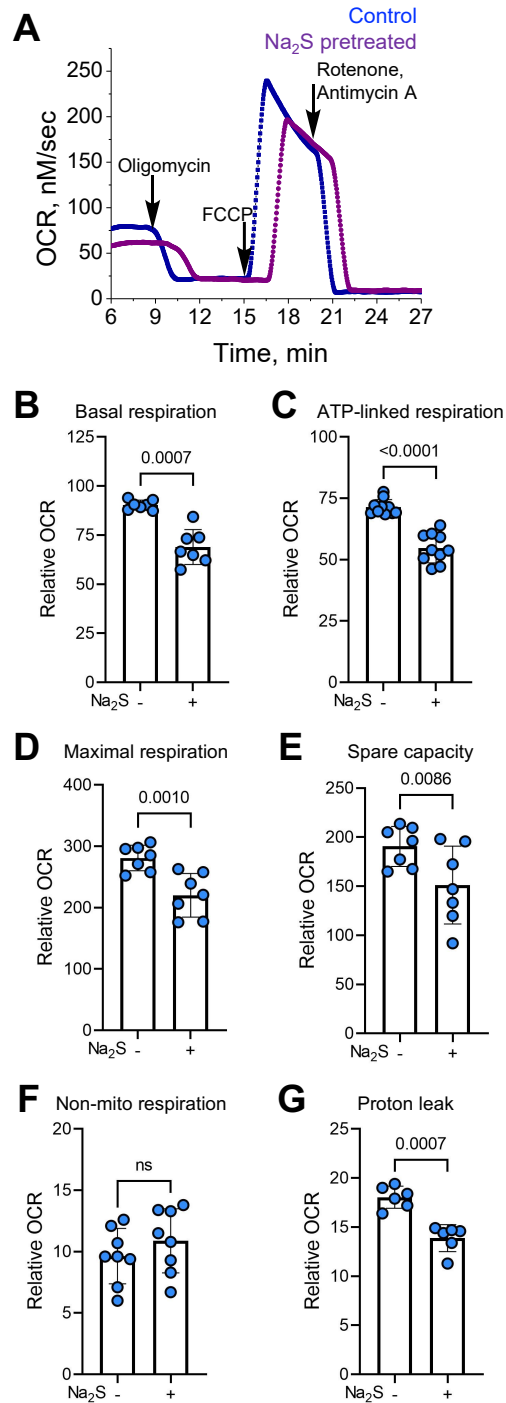 A
Control
Na₂S pretreated
Rotenone,
Antimycin A
Oligomycin
FCCP
OCR, nM/sec
250
200
150
100
50
0
6 9 12 15 18 21 24 27
Time, min
B
Basal respiration
0.0007
Relative OCR
125
100
75
50
25
0
Na₂S - +
C
ATP-linked respiration
<0.0001
Relative OCR
100
75
50
25
0
Na₂S - +
D
Maximal respiration
0.0010
Relative OCR
400
300
200
100
0
Na₂S - +
E
Spare capacity
0.0086
Relative OCR
250
200
150
100
50
0
Na₂S - +
F
Non-mito respiration
ns
Relative OCR
20
15
10
5
0
Na₂S - +
G
Proton leak
0.0007
Relative OCR
25
20
15
10
5
0
Na₂S - +